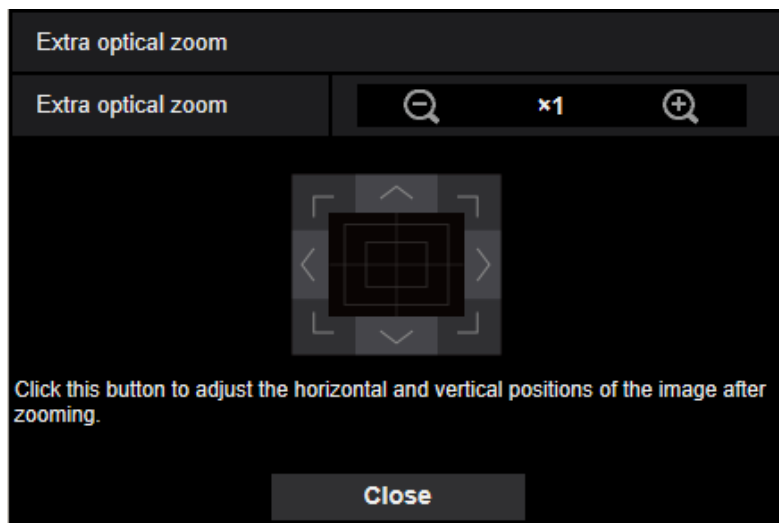 Extra optical zoom
Extra optical zoom
×1
Click this button to adjust the horizontal and vertical positions of the image after
zooming.
Close